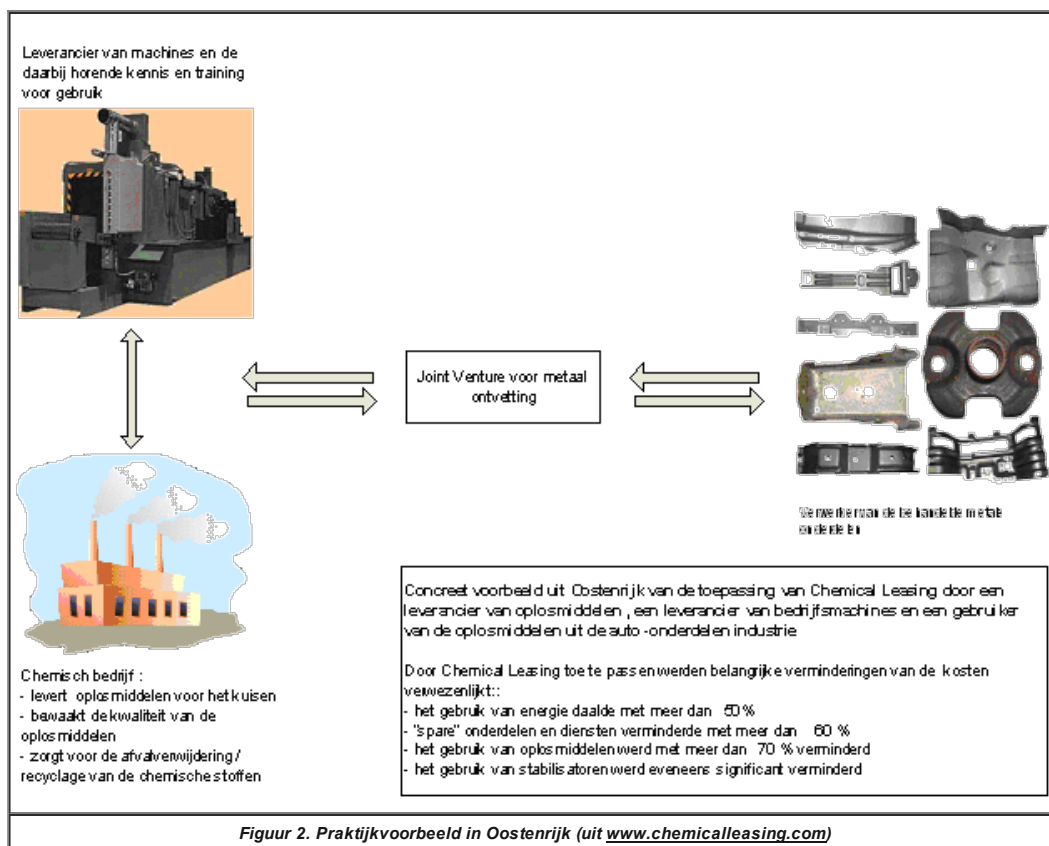 Leverancier van machines en de
daarbij horende kennis en training
voor gebruik
Joint Venture voor metaal
ontvetting
Verwerker van de behandelde metale
onderdelen
Chemisch bedrijf :
- levert oplosmiddelen voor het kuisen
- bewaakt de kwaliteit van de
oplosmiddelen
- zorgt voor de afvalverwijdering /
recyclage van de chemische stoffen
Concreet voorbeeld uit Oostenrijk van de toepassing van Chemical Leasing door een
leverancier van oplosmiddelen , een leverancier van bedrijfsmachines en een gebruiker
van de oplosmiddelen uit de auto -onderdelen industrie
Door Chemical Leasing toe te passen werden belangrijke verminderingen van de kosten
verwezenlijkt::
- het gebruik van energie daalde met meer dan 50 %
- "spare" onderdelen en diensten verminderde met meer dan 60 %
- het gebruik van oplosmiddelen werd met meer dan 70 % verminderd
- het gebruik van stabilisatoren werd eveneens significant verminderd
Figuur 2. Praktijkvoorbeeld in Oostenrijk (uit www.chemicalleasing.com)